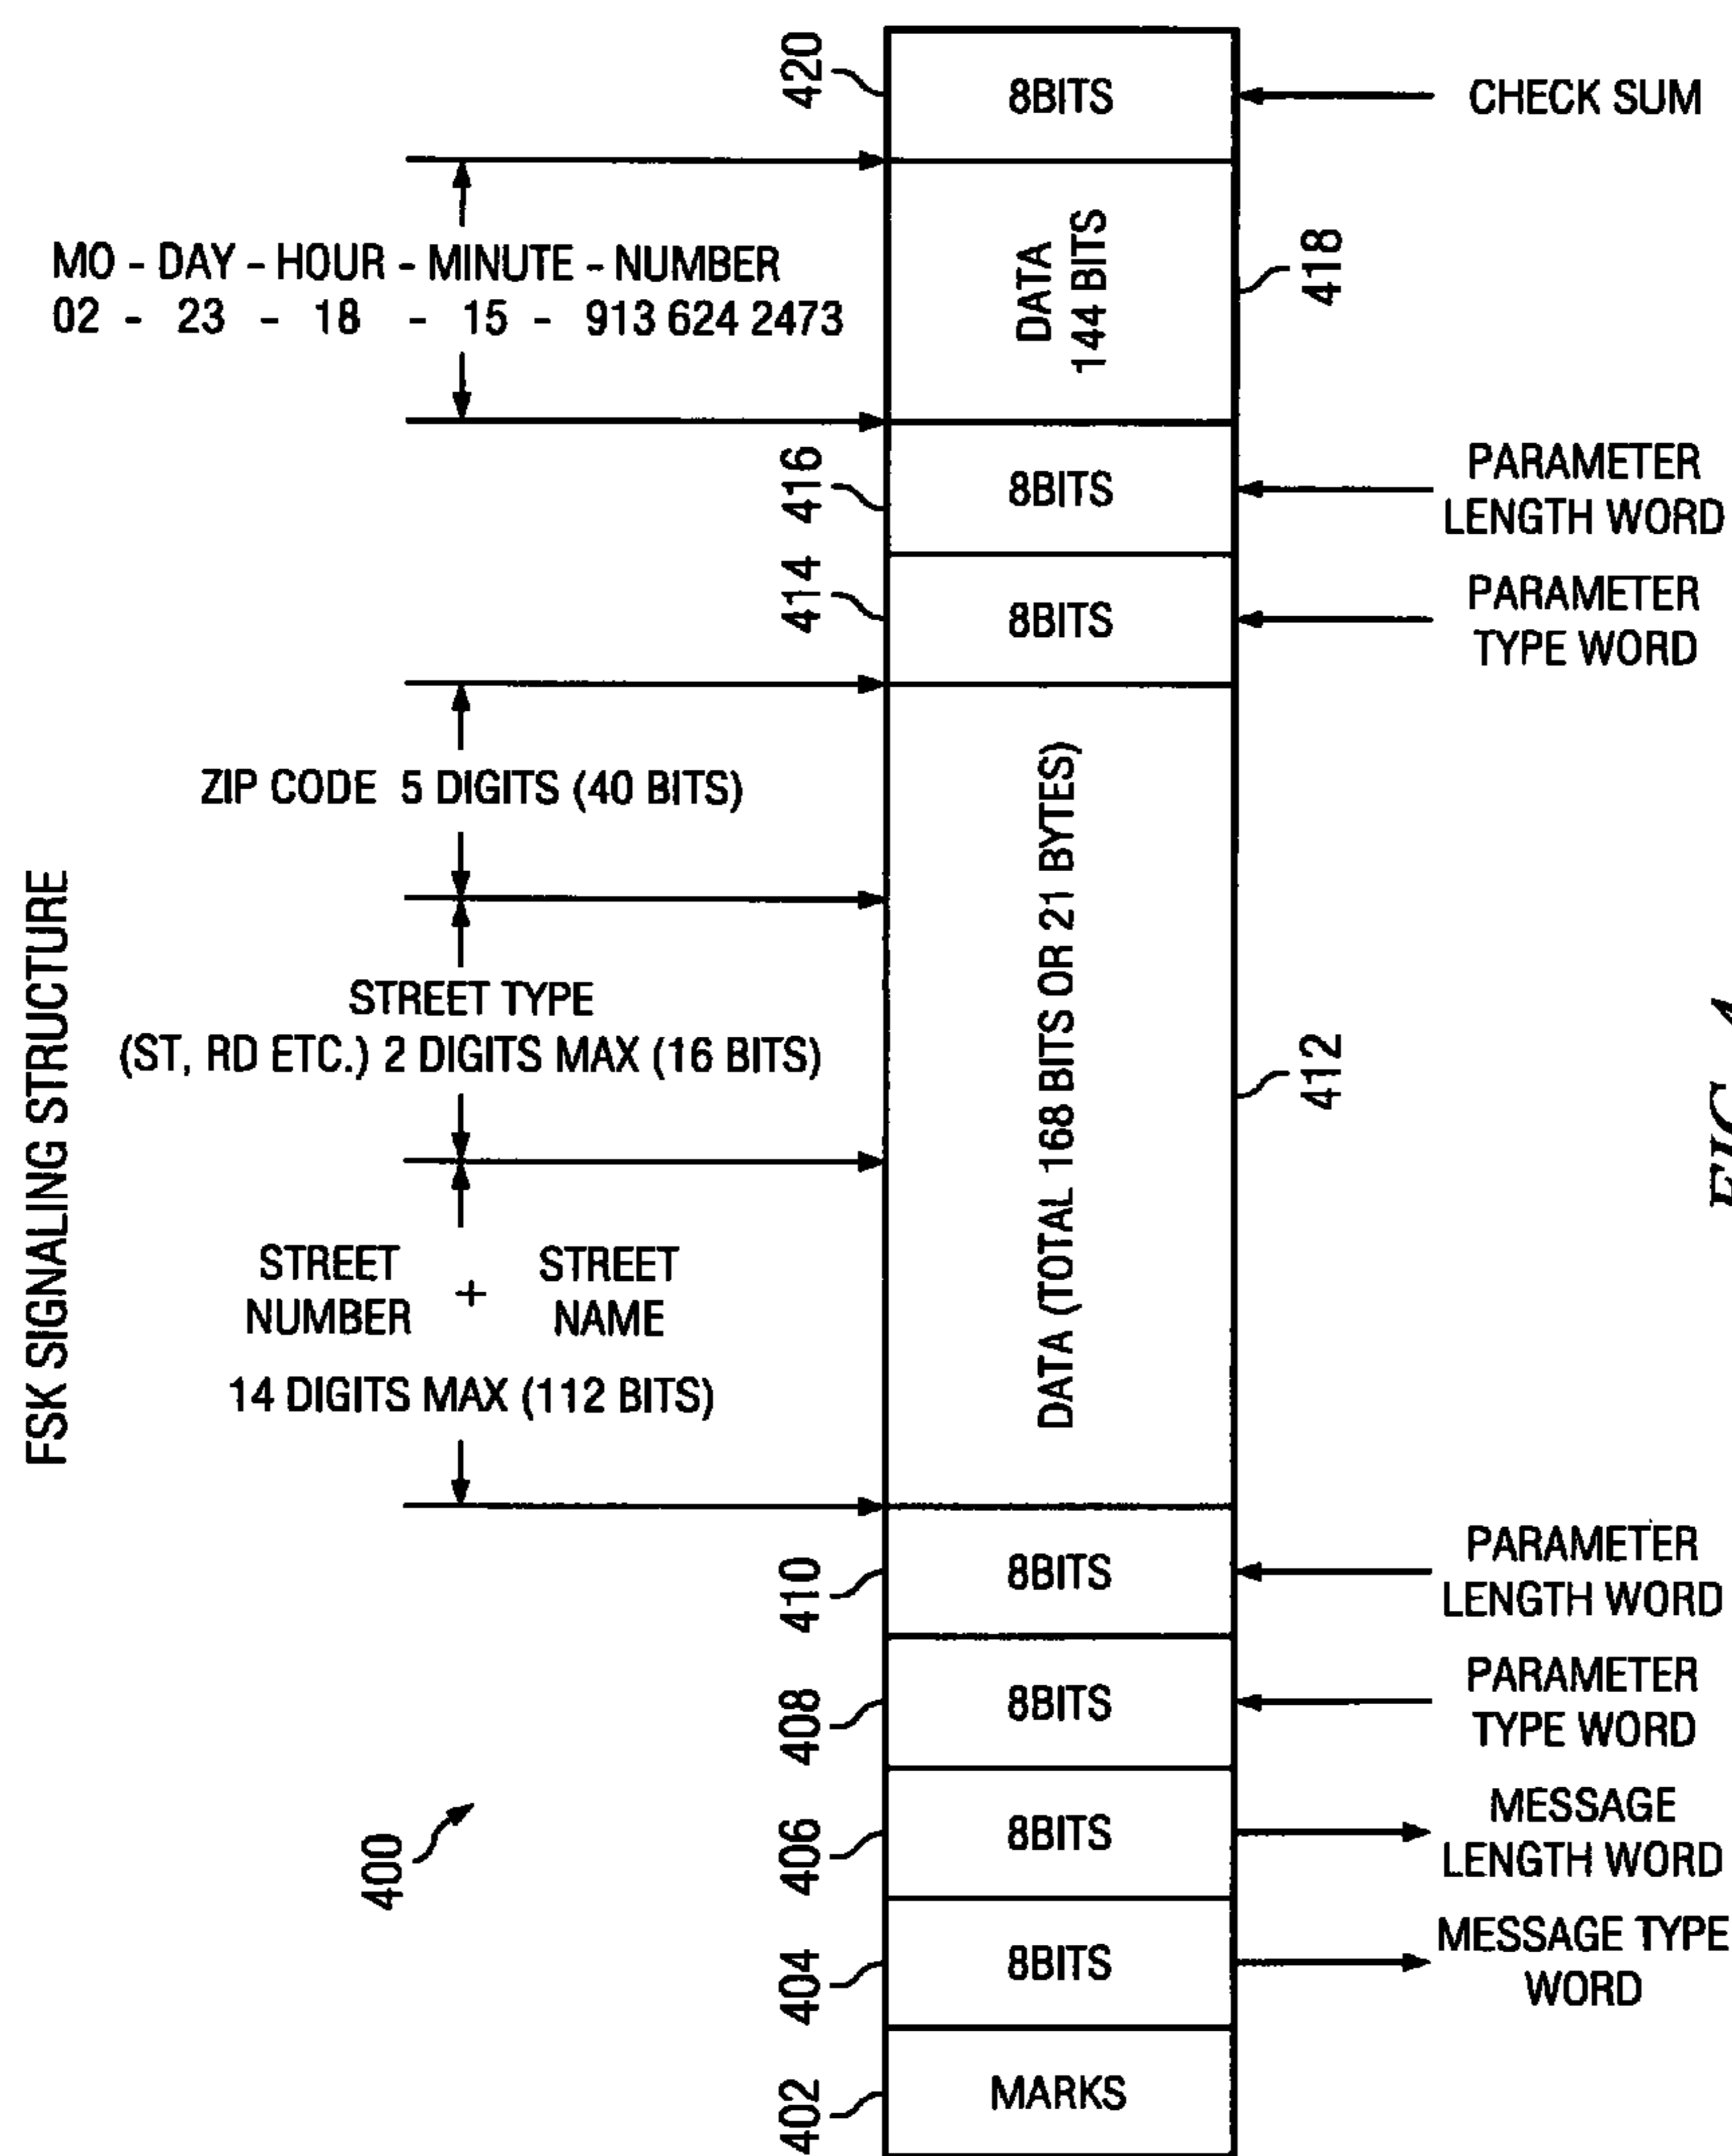 FSK SIGNALING STRUCTURE
420
8BITS
CHECK SUM
MO - DAY - HOUR - MINUTE - NUMBER
02 - 23 - 18 - 15 - 913 624 2473
DATA
144 BITS
418
416
8BITS
PARAMETER
LENGTH WORD
414
8BITS
PARAMETER
TYPE WORD
ZIP CODE 5 DIGITS (40 BITS)
STREET TYPE
(ST, RD ETC.) 2 DIGITS MAX (16 BITS)
STREET
NUMBER
+
STREET
NAME
14 DIGITS MAX (112 BITS)
DATA (TOTAL 168 BITS OR 21 BYTES)
412
410
8BITS
PARAMETER
LENGTH WORD
408
8BITS
PARAMETER
TYPE WORD
400
406
8BITS
MESSAGE
LENGTH WORD
404
8BITS
MESSAGE TYPE
WORD
402
MARKS